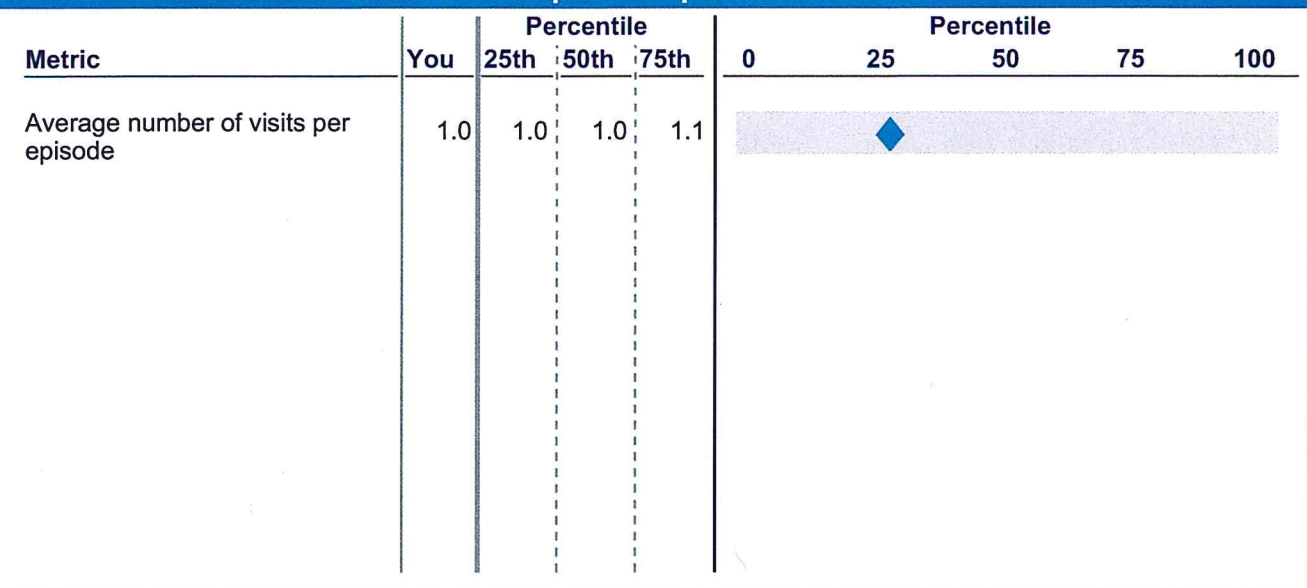 Percentile Percentile
Metric You 25th 50th 75th 0 25 50 75 100
Average number of visits per 1.0 1.0 1.0 1.1
episode